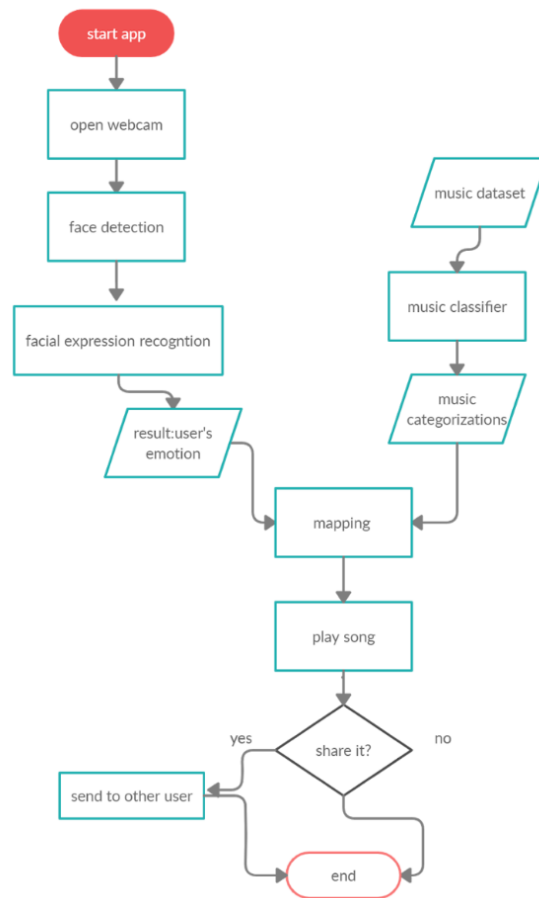 start app
open webcam
music dataset
face detection
music classifier
facial expression recogntion
music
categorizations
result:user's
emotion
mapping
play song
yes
share it?
no
send to other user
end